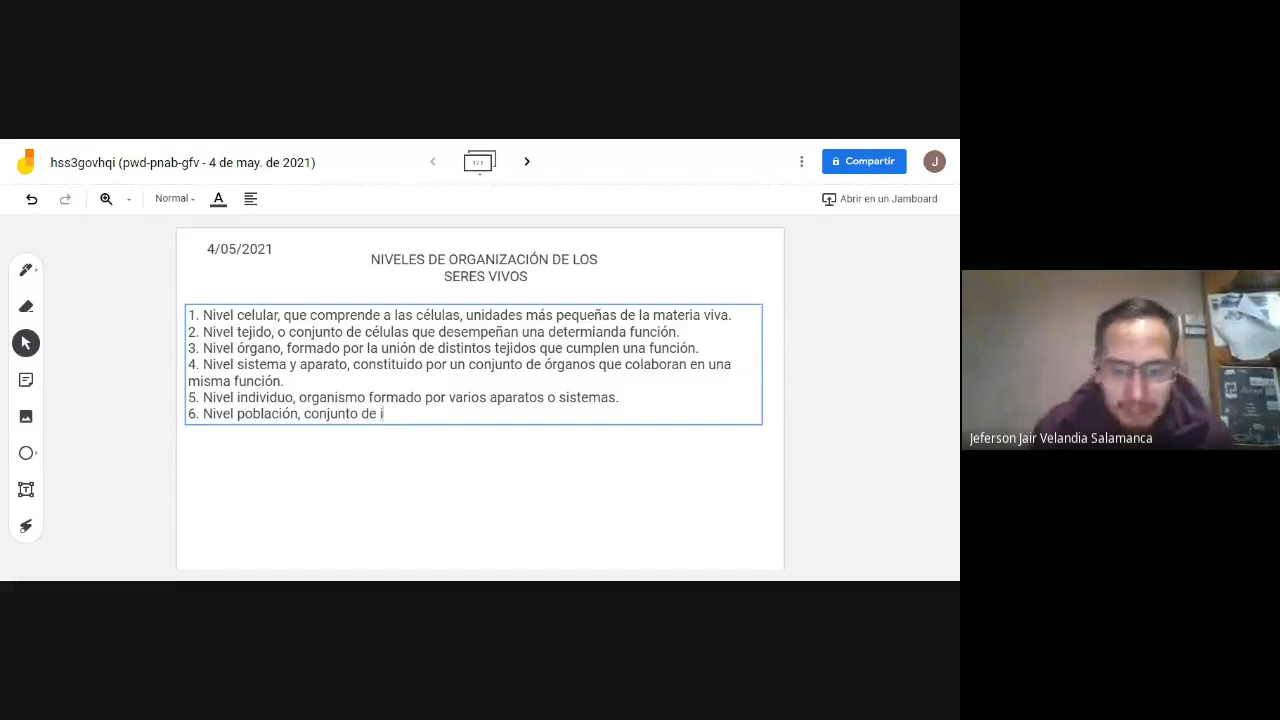 hss3govhqi (pwd-pnab-gfv - 4 de may. de 2021)
1/1
Compartir
J
Normal
A
Abrir en un Jamboard
4/05/2021
NIVELES DE ORGANIZACIÓN DE LOS
SERES VIVOS
1. Nivel celular, que comprende a las células, unidades más pequeñas de la materia viva.
2. Nivel tejido, o conjunto de células que desempeñan una determianda función.
3. Nivel órgano, formado por la unión de distintos tejidos que cumplen una función.
4. Nivel sistema y aparato, constituido por un conjunto de órganos que colaboran en una
misma función.
5. Nivel individuo, organismo formado por varios aparatos o sistemas.
6. Nivel población, conjunto de i
Jeferson Jair Velandia Salamanca